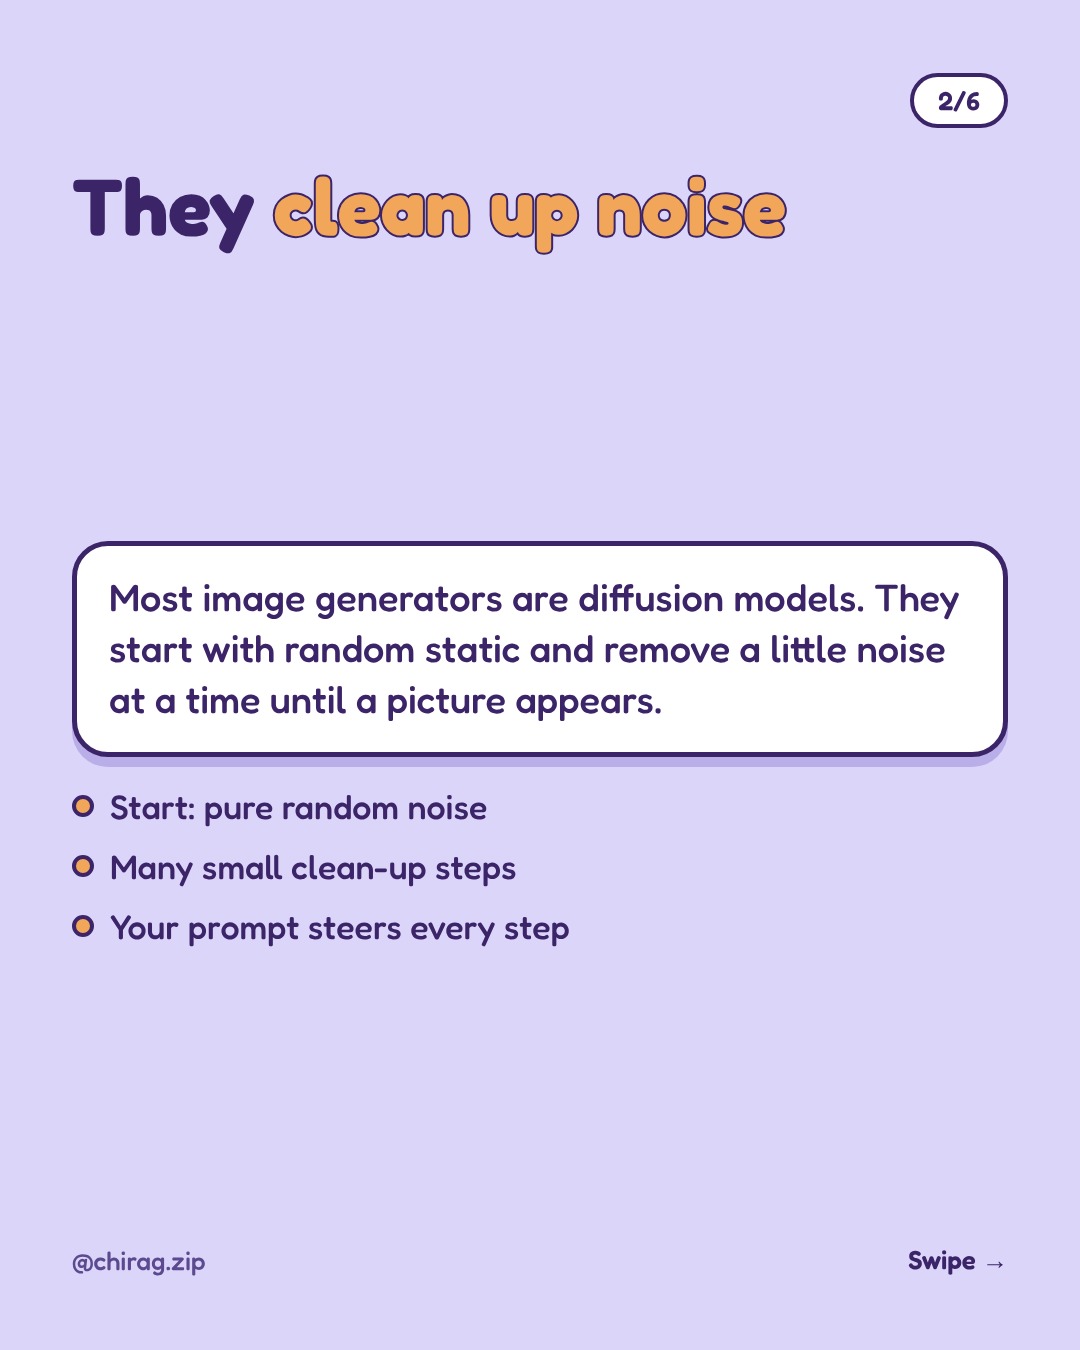 2/6
They clean up noise
Most image generators are diffusion models. They
start with random static and remove a little noise
at a time until a picture appears.
Start: pure random noise
Many small clean-up steps
Your prompt steers every step
@chirag.zip
Swipe →